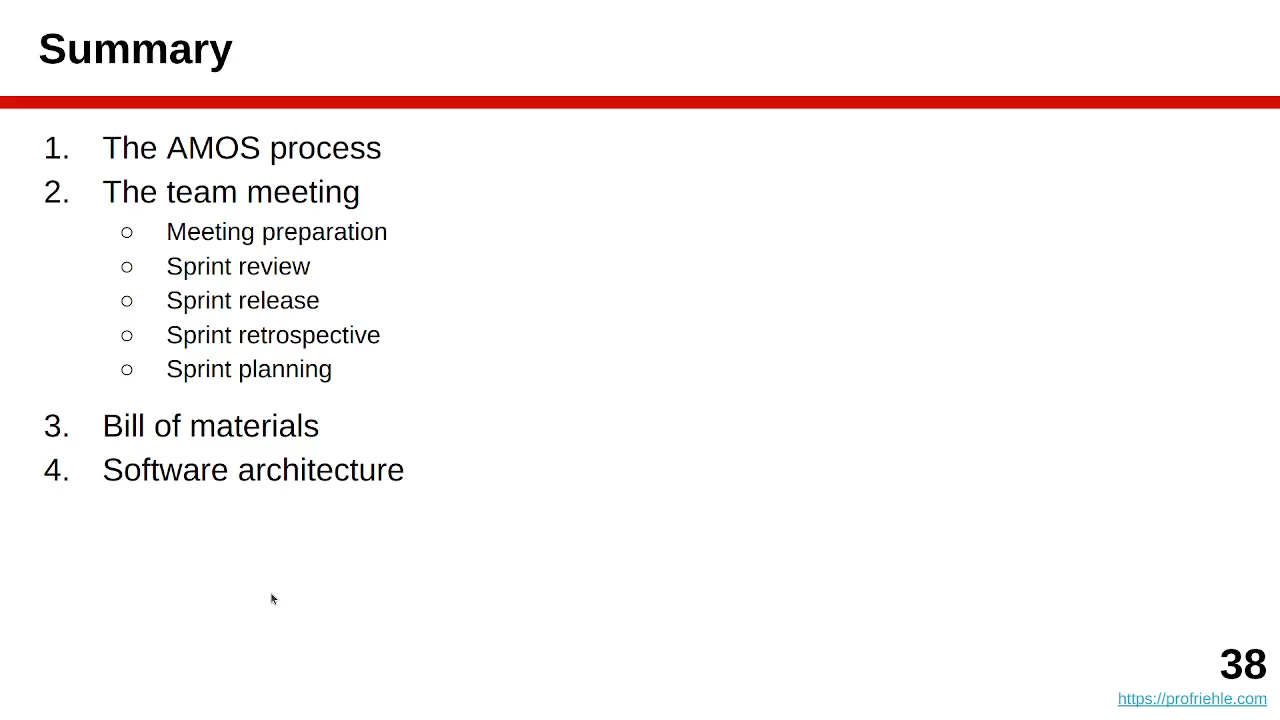 Summary
1. The AMOS process
2. The team meeting
○ Meeting preparation
○ Sprint review
○ Sprint release
○ Sprint retrospective
○ Sprint planning
3. Bill of materials
4. Software architecture
38
https://profriehle.com